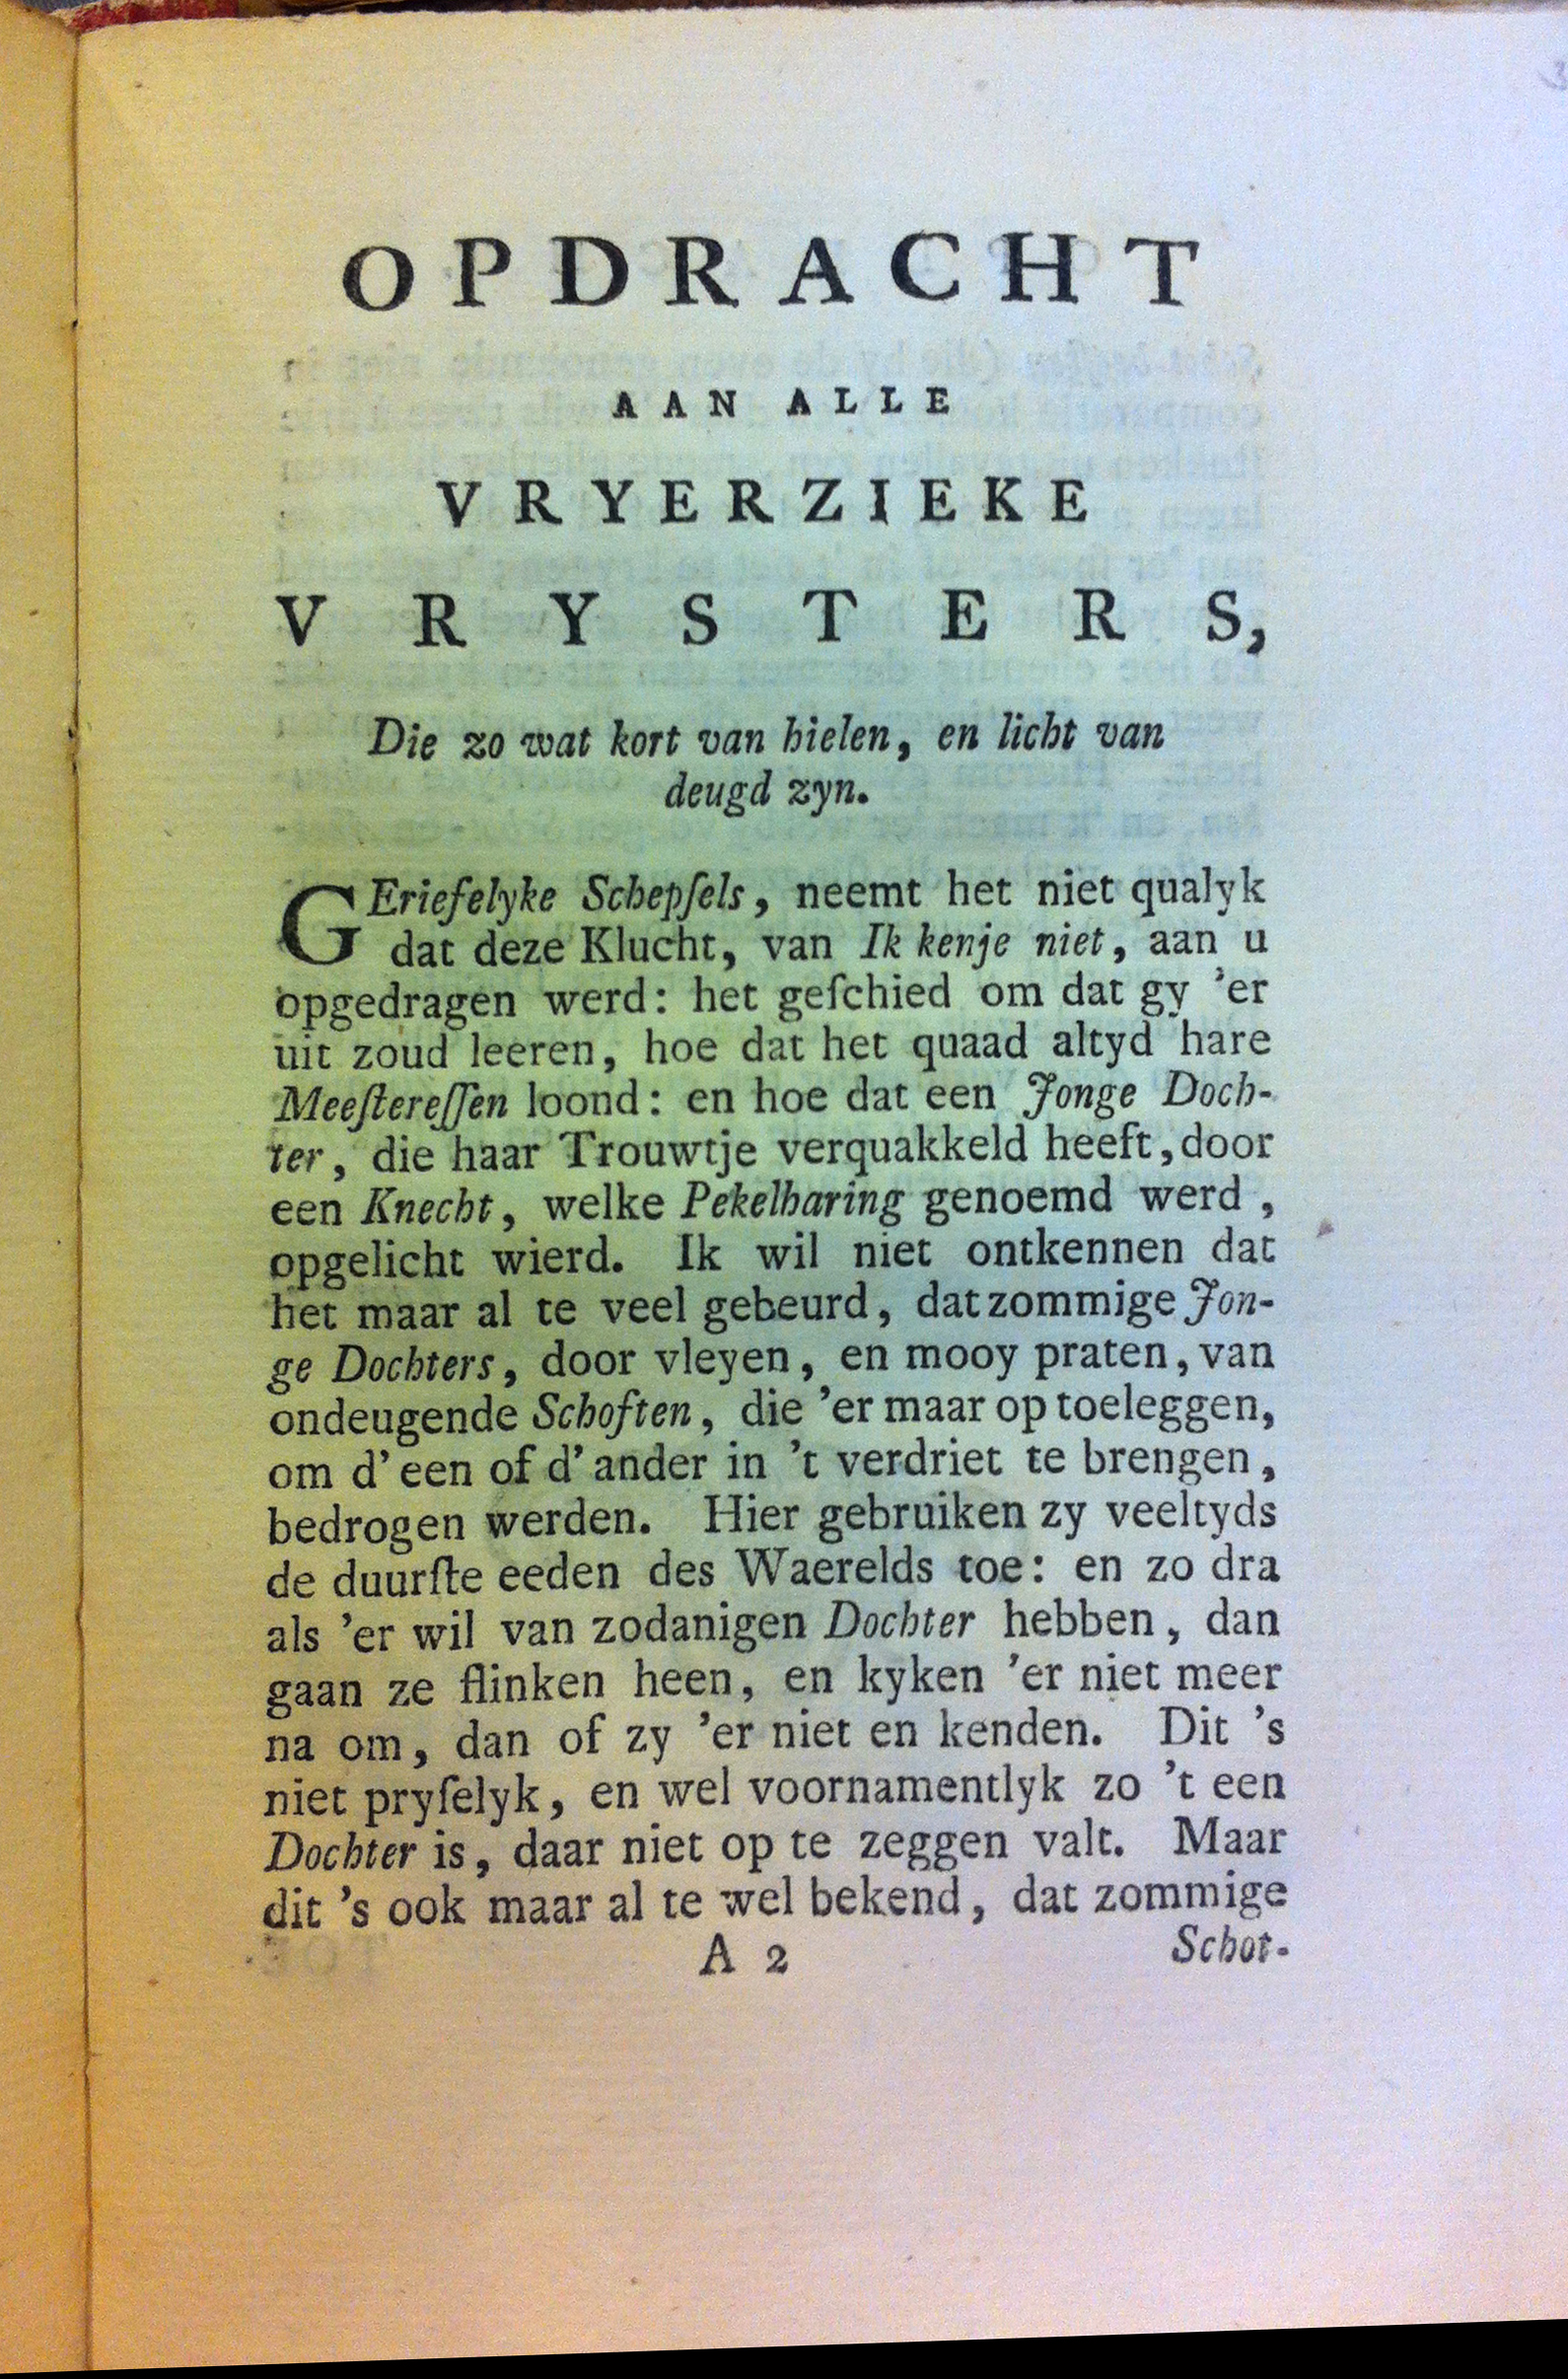 OPDRACHT
AAN ALLE
VRYERZIEKE
VRYSTERS,
Die zo wat kort van hielen, en licht van
deugd zyn.
GEriefelyke Schepſels, neemt het niet qualyk
dat deze Klucht, van Ik kenje niet, aan u
opgedragen werd: het geſchied om dat gy 'er
uit zoud leeren, hoe dat het quaad altyd hare
Meeſtereſſen loond: en hoe dat een Jonge Doch-
ter, die haar Trouwtje verquakkeld heeft, door
een Knecht, welke Pekelharing genoemd werd,
opgelicht wierd. Ik wil niet ontkennen dat
het maar al te veel gebeurd, dat zommige Jon-
ge Dochters, door vleyen, en mooy praten, van
ondeugende Schoften, die 'er maar op toeleggen,
om d' een of d' ander in 't verdriet te brengen,
bedrogen werden. Hier gebruiken zy veeltyds
de duurſte eeden des Waerelds toe: en zo dra
als 'er wil van zodanigen Dochter hebben, dan
gaan ze flinken heen, en kyken 'er niet meer
na om, dan of zy 'er niet en kenden. Dit 's
niet pryſelyk, en wel voornamentlyk zo 't een
Dochter is, daar niet op te zeggen valt. Maar
dit 's ook maar al te wel bekend, dat zommige
A 2 Schot-